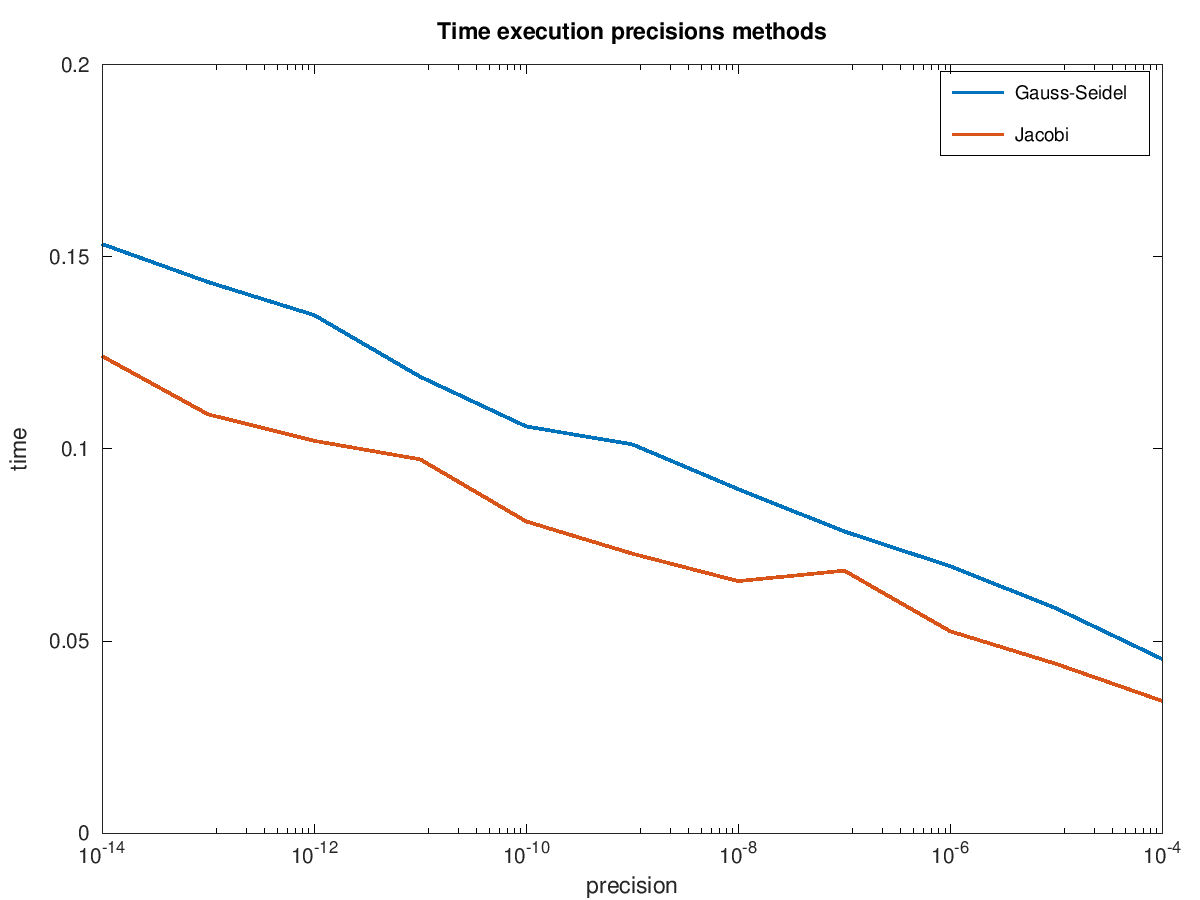 Time execution precisions methods
Gauss-Seidel
Jacobi
0.2
0.15
0.1
0.05
0
time
10^-14 10^-12 10^-10 10^-8 10^-6 10^-4
precision